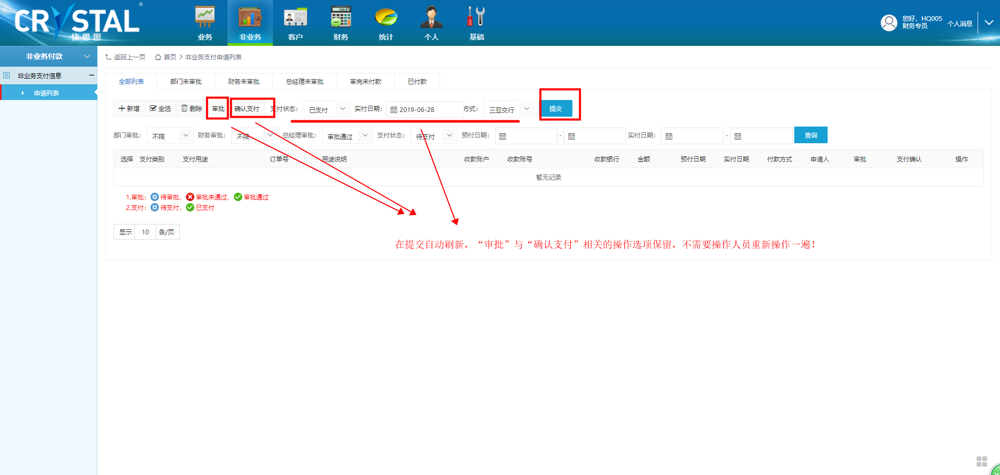 CRYSTAL ®
快思图
业务 非业务 客户 财务 统计 个人 基础
您好，HQ005
财务专员
个人消息
非业务付款
非业务支付信息
申请列表
返回上一页 首页 > 非业务支付申请列表
全部列表 部门未审批 财务未审批 总经理未审批 审完未付款 已付款
新增 全选 删除 审批 确认支付 支付状态： 已支付 实付日期： 2019-06-28 方式： 三亚交行 提交
部门审批： 不限 财务审批： 不限 总经理审批： 审批通过 支付状态： 待支付 预付日期： - 实付日期： - 查询
选择 支付类别 支付用途 订单号 用途说明 收款账户 收款账号 收款银行 金额 预付日期 实付日期 付款方式 申请人 审批 支付确认 操作
暂无记录
1.审批： 待审批， 审批未通过， 审批通过
2.支付： 待支付， 已支付
显示 10 条/页
在提交自动刷新，“审批”与“确认支付”相关的操作选项保留，不需要操作人员重新操作一遍！